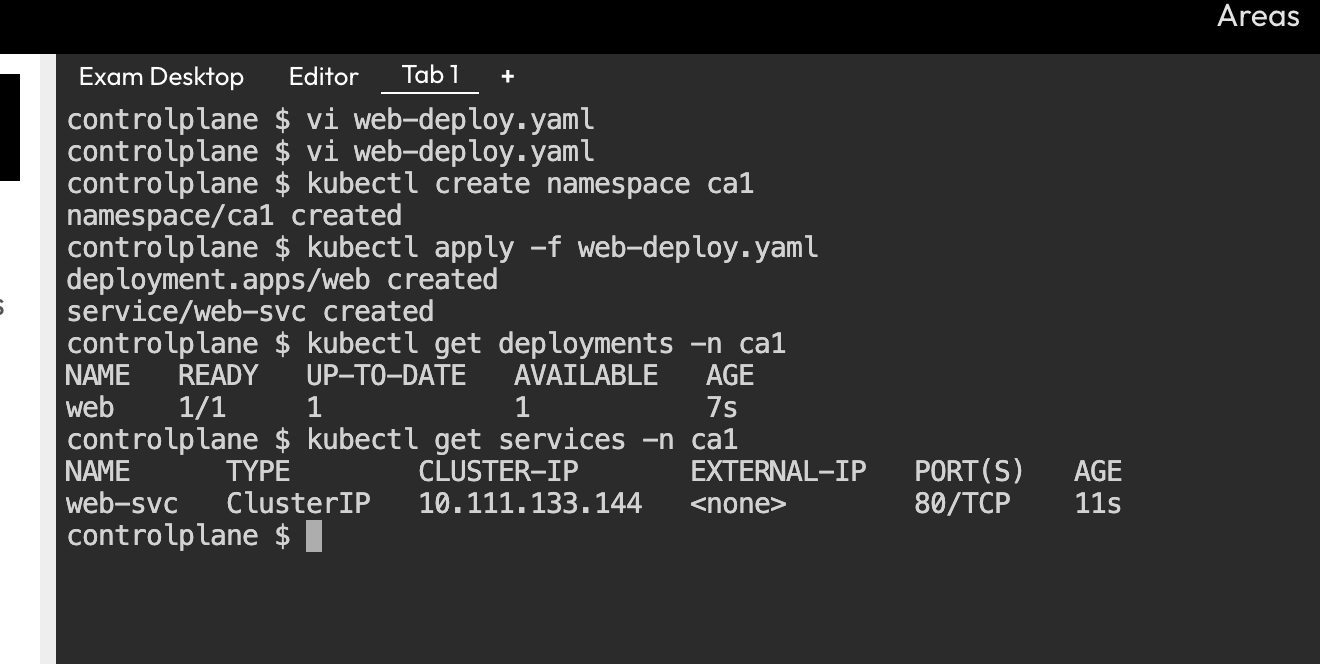 Areas
Exam Desktop Editor Tab 1 +
controlplane $ vi web-deploy.yaml
controlplane $ vi web-deploy.yaml
controlplane $ kubectl create namespace ca1
namespace/ca1 created
controlplane $ kubectl apply -f web-deploy.yaml
deployment.apps/web created
s
service/web-svc created
controlplane $ kubectl get deployments -n ca1
NAME READY UP-TO-DATE AVAILABLE AGE
web 1/1 1 1 7s
controlplane $ kubectl get services -n ca1
NAME TYPE CLUSTER-IP EXTERNAL-IP PORT(S) AGE
web-svc ClusterIP 10.111.133.144 <none> 80/TCP 11s
controlplane $